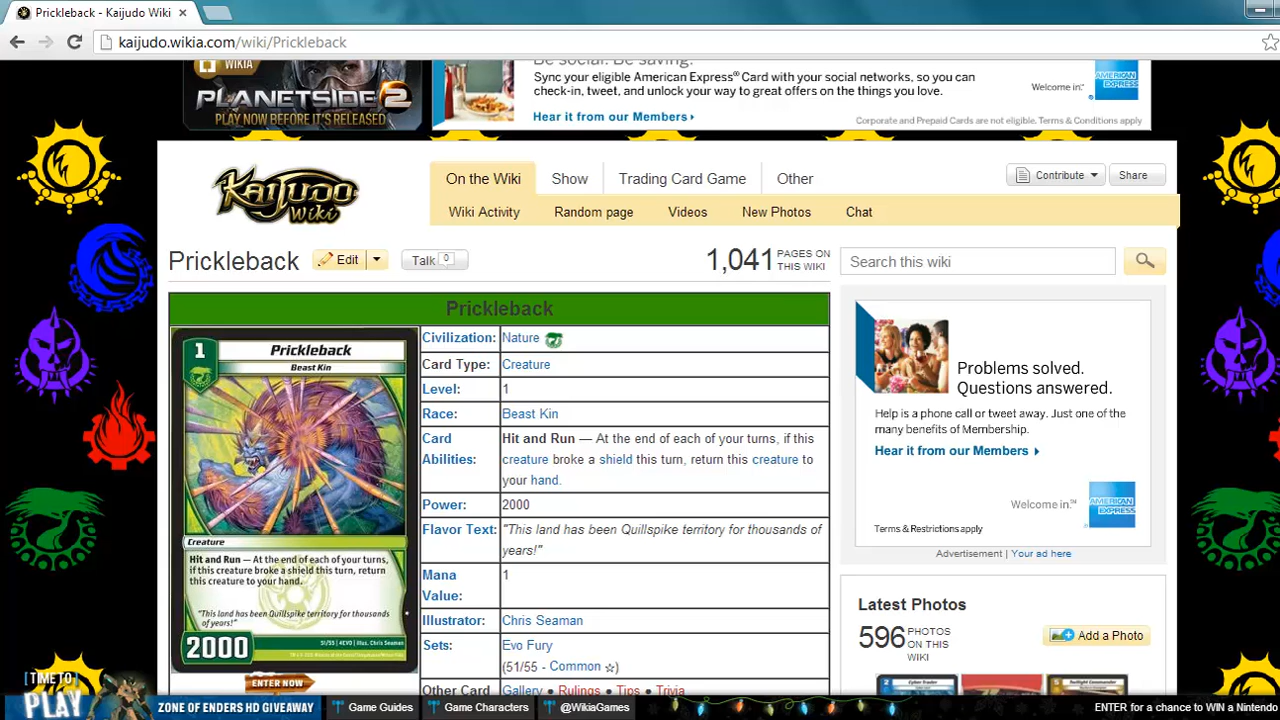 Prickleback - Kaijudo Wiki
kaijudo.wikia.com/wiki/Prickleback
WIKIA
PLANETSIDE 2
PLAY NOW BEFORE IT'S RELEASED
Be social. Be saving.
Sync your eligible American Express® Card with your social networks, so you can
check-in, tweet, and unlock your way to great offers on the things you love.
Hear it from our Members
Welcome in.
AMERICAN EXPRESS
Corporate and Prepaid Cards are not eligible. Terms & Conditions apply
Kaijudo Wiki
On the Wiki
Show
Trading Card Game
Other
Contribute
Share
Wiki Activity
Random page
Videos
New Photos
Chat
Prickleback
Edit
Talk 0
1,041 PAGES ON THIS WIKI
Search this wiki
Prickleback
1
Prickleback
Beast Kin
Creature
Hit and Run — At the end of each of your turns,
if this creature broke a shield this turn, return
this creature to your hand.
"This land has been Quillspike territory for thousands
of years!"
2000
51/55 | 4EVO | Illus. Chris Seaman
Civilization: Nature
Card Type: Creature
Level: 1
Race: Beast Kin
Card Abilities: Hit and Run — At the end of each of your turns, if this
creature broke a shield this turn, return this creature to
your hand.
Power: 2000
Flavor Text: "This land has been Quillspike territory for thousands of
years!"
Mana Value: 1
Illustrator: Chris Seaman
Sets: Evo Fury
(51/55 - Common ☆)
Other Card Gallery • Rulings • Tips • Trivia
Problems solved.
Questions answered.
Help is a phone call or tweet away. Just one of the
many benefits of Membership.
Hear it from our Members
Welcome in.℠
AMERICAN EXPRESS
Terms & Restrictions apply
Advertisement | Your ad here
Latest Photos
596 PHOTOS ON THIS WIKI
Add a Photo
Cyber Trader
Twilight Commander
[TIME TO] PLAY
ENTER NOW
ZONE OF ENDERS HD GIVEAWAY
Game Guides
Game Characters
@WikiaGames
ENTER for a chance to WIN a Nintendo